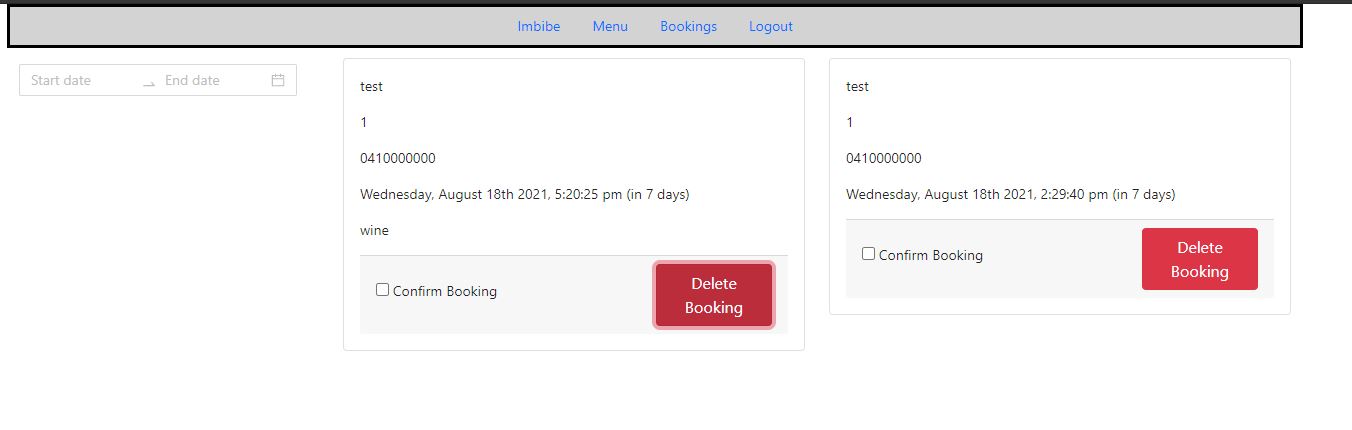 Imbibe Menu Bookings Logout
Start date End date
test
1
0410000000
Wednesday, August 18th 2021, 5:20:25 pm (in 7 days)
wine
Confirm Booking
Delete
Booking
test
1
0410000000
Wednesday, August 18th 2021, 2:29:40 pm (in 7 days)
Confirm Booking
Delete
Booking